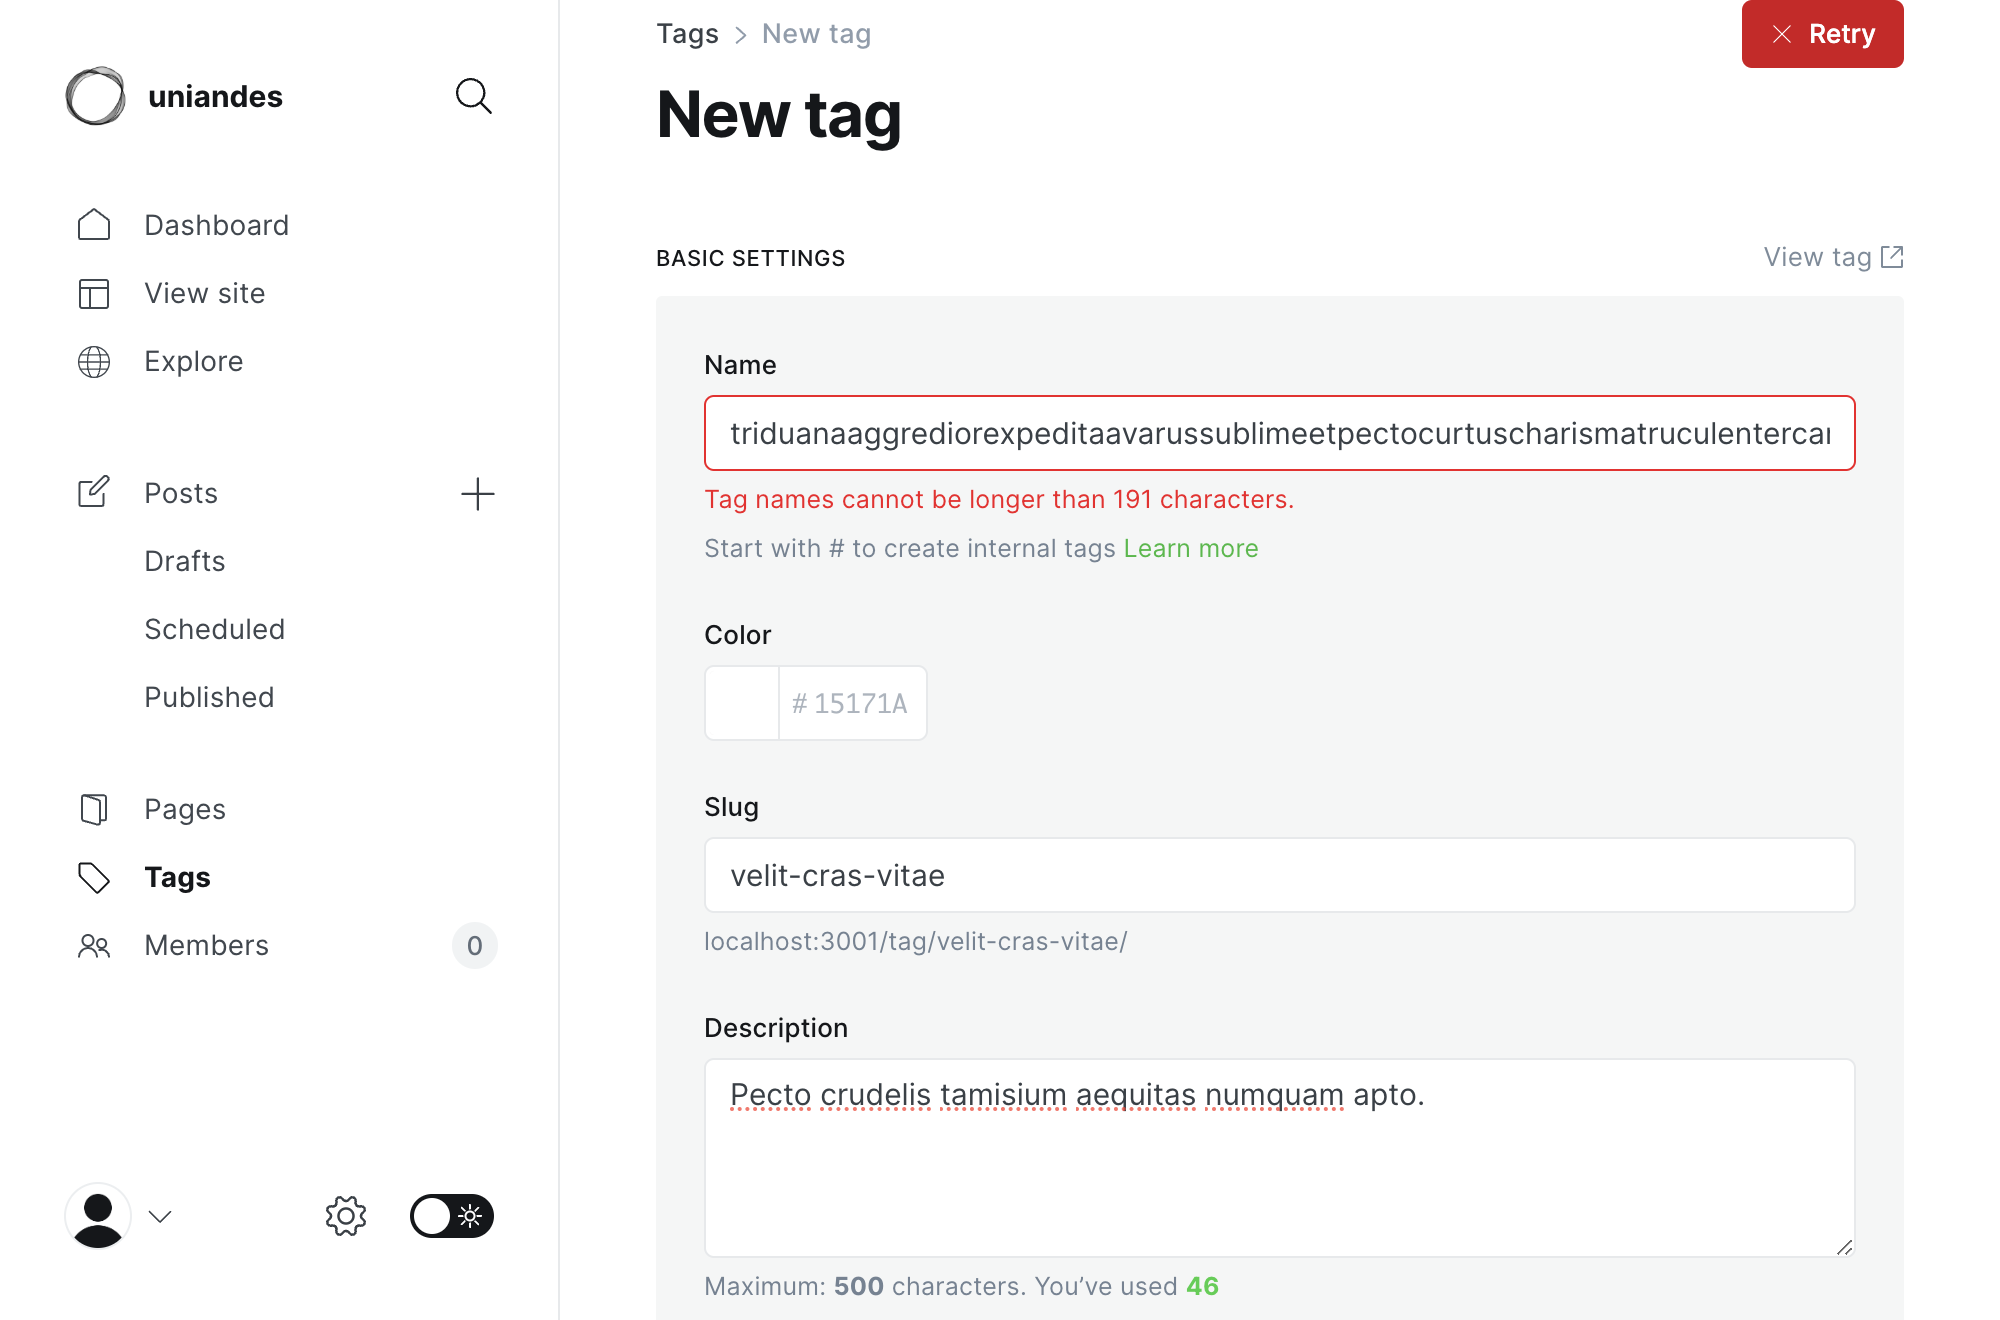 uniandes
Dashboard
View site
Explore
Posts
Drafts
Scheduled
Published
Pages
Tags
Members 0
Tags > New tag
Retry
New tag
BASIC SETTINGS
View tag
Name
triduanaaggrediorexpeditaavarussublimeetpectocurtuscharismatruculentercar
Tag names cannot be longer than 191 characters.
Start with # to create internal tags Learn more
Color
# 15171A
Slug
velit-cras-vitae
localhost:3001/tag/velit-cras-vitae/
Description
Pecto crudelis tamisium aequitas numquam apto.
Maximum: 500 characters. You’ve used 46